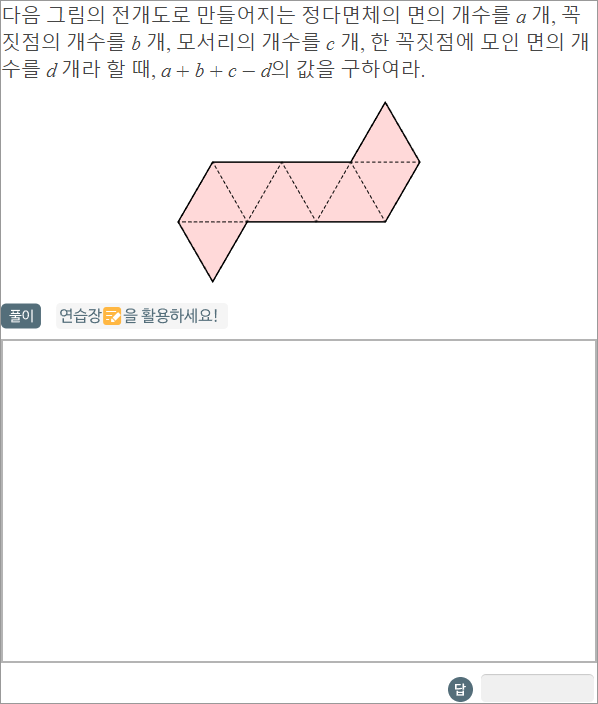 다음 그림의 전개도로 만들어지는 정다면체의 면의 개수를 a 개, 꼭
짓점의 개수를 b 개, 모서리의 개수를 c 개, 한 꼭짓점에 모인 면의 개
수를 d 개라 할 때, a + b + c − d의 값을 구하여라.
풀이 연습장을 활용하세요!
답